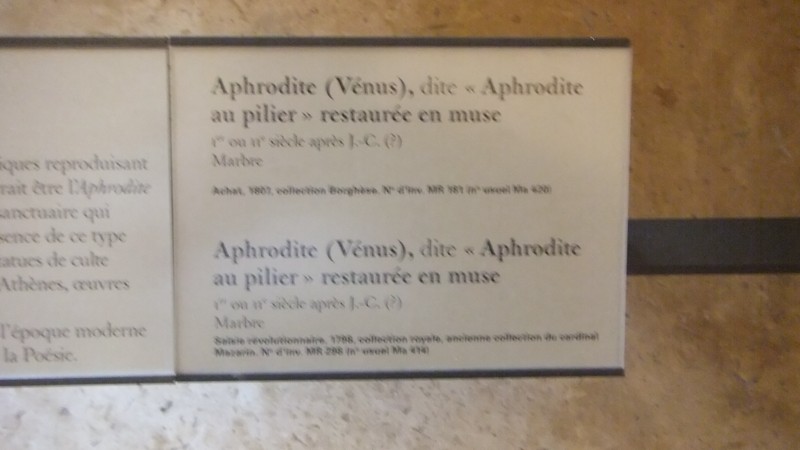 iques reproduisant
rait être l'Aphrodite
sanctuaire qui
sence de ce type
tatues de culte
Athènes, œuvres
l'époque moderne
la Poésie.
Aphrodite (Vénus), dite « Aphrodite
au pilier » restaurée en muse
Ier ou IIe siècle après J.-C. (?)
Marbre
Achat, 1807, collection Borghèse. N° d'inv. MR 161 (n° usuel Ma 420)
Aphrodite (Vénus), dite « Aphrodite
au pilier » restaurée en muse
Ier ou IIe siècle après J.-C. (?)
Marbre
Saisie révolutionnaire, 1798, collection royale, ancienne collection du cardinal
Mazarin. N° d'inv. MR 288 (n° usuel Ma 414)